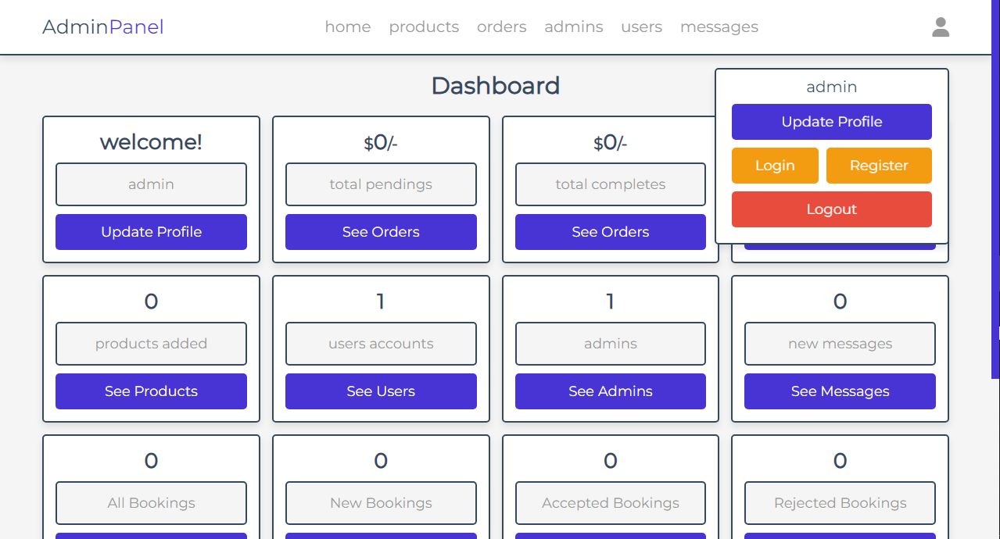 AdminPanel
home products orders admins users messages
Dashboard
admin
Update Profile
Login Register
Logout
welcome!
admin
Update Profile
$0/-
total pendings
See Orders
$0/-
total completes
See Orders
0
products added
See Products
1
users accounts
See Users
1
admins
See Admins
0
new messages
See Messages
0
All Bookings
0
New Bookings
0
Accepted Bookings
0
Rejected Bookings